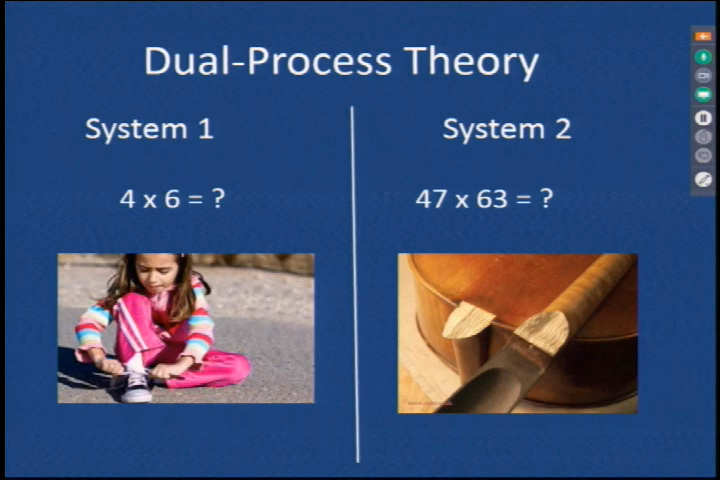 Dual-Process Theory
System 1
4 x 6 = ?
System 2
47 x 63 = ?